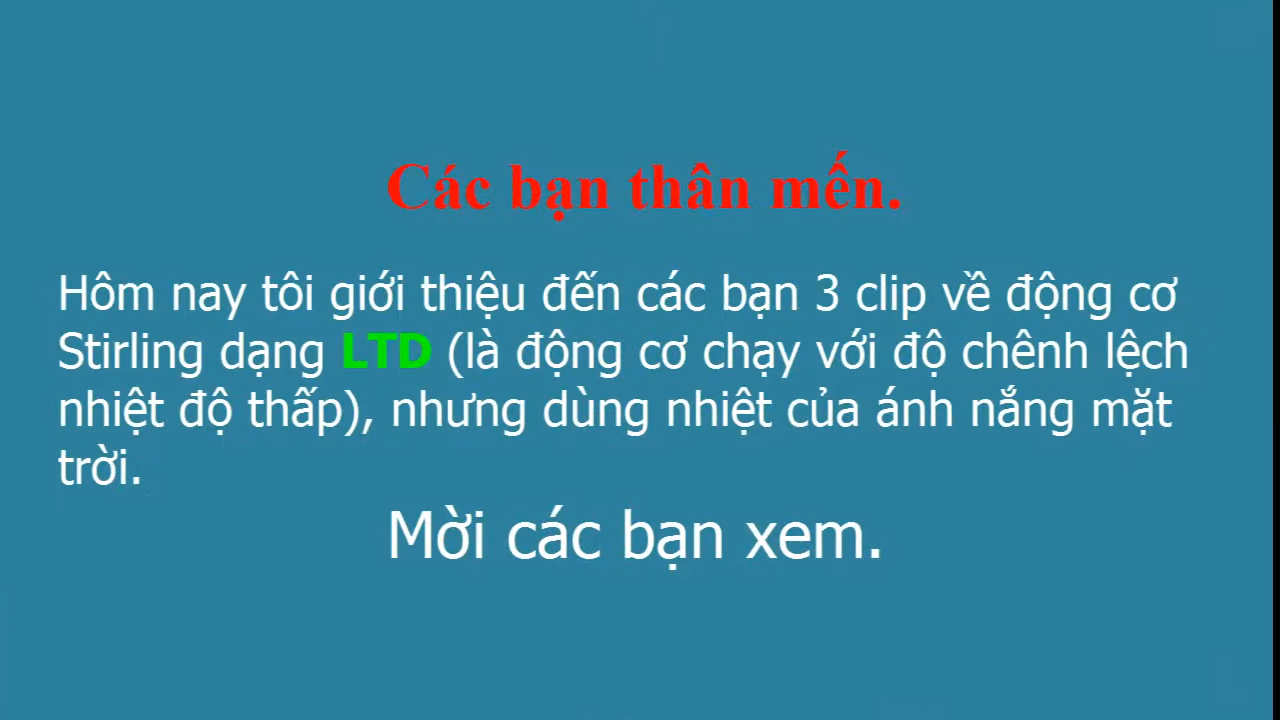 Các bạn thân mến.
Hôm nay tôi giới thiệu đến các bạn 3 clip về động cơ
Stirling dạng LTD (là động cơ chạy với độ chênh lệch
nhiệt độ thấp), nhưng dùng nhiệt của ánh nắng mặt
trời.
Mời các bạn xem.